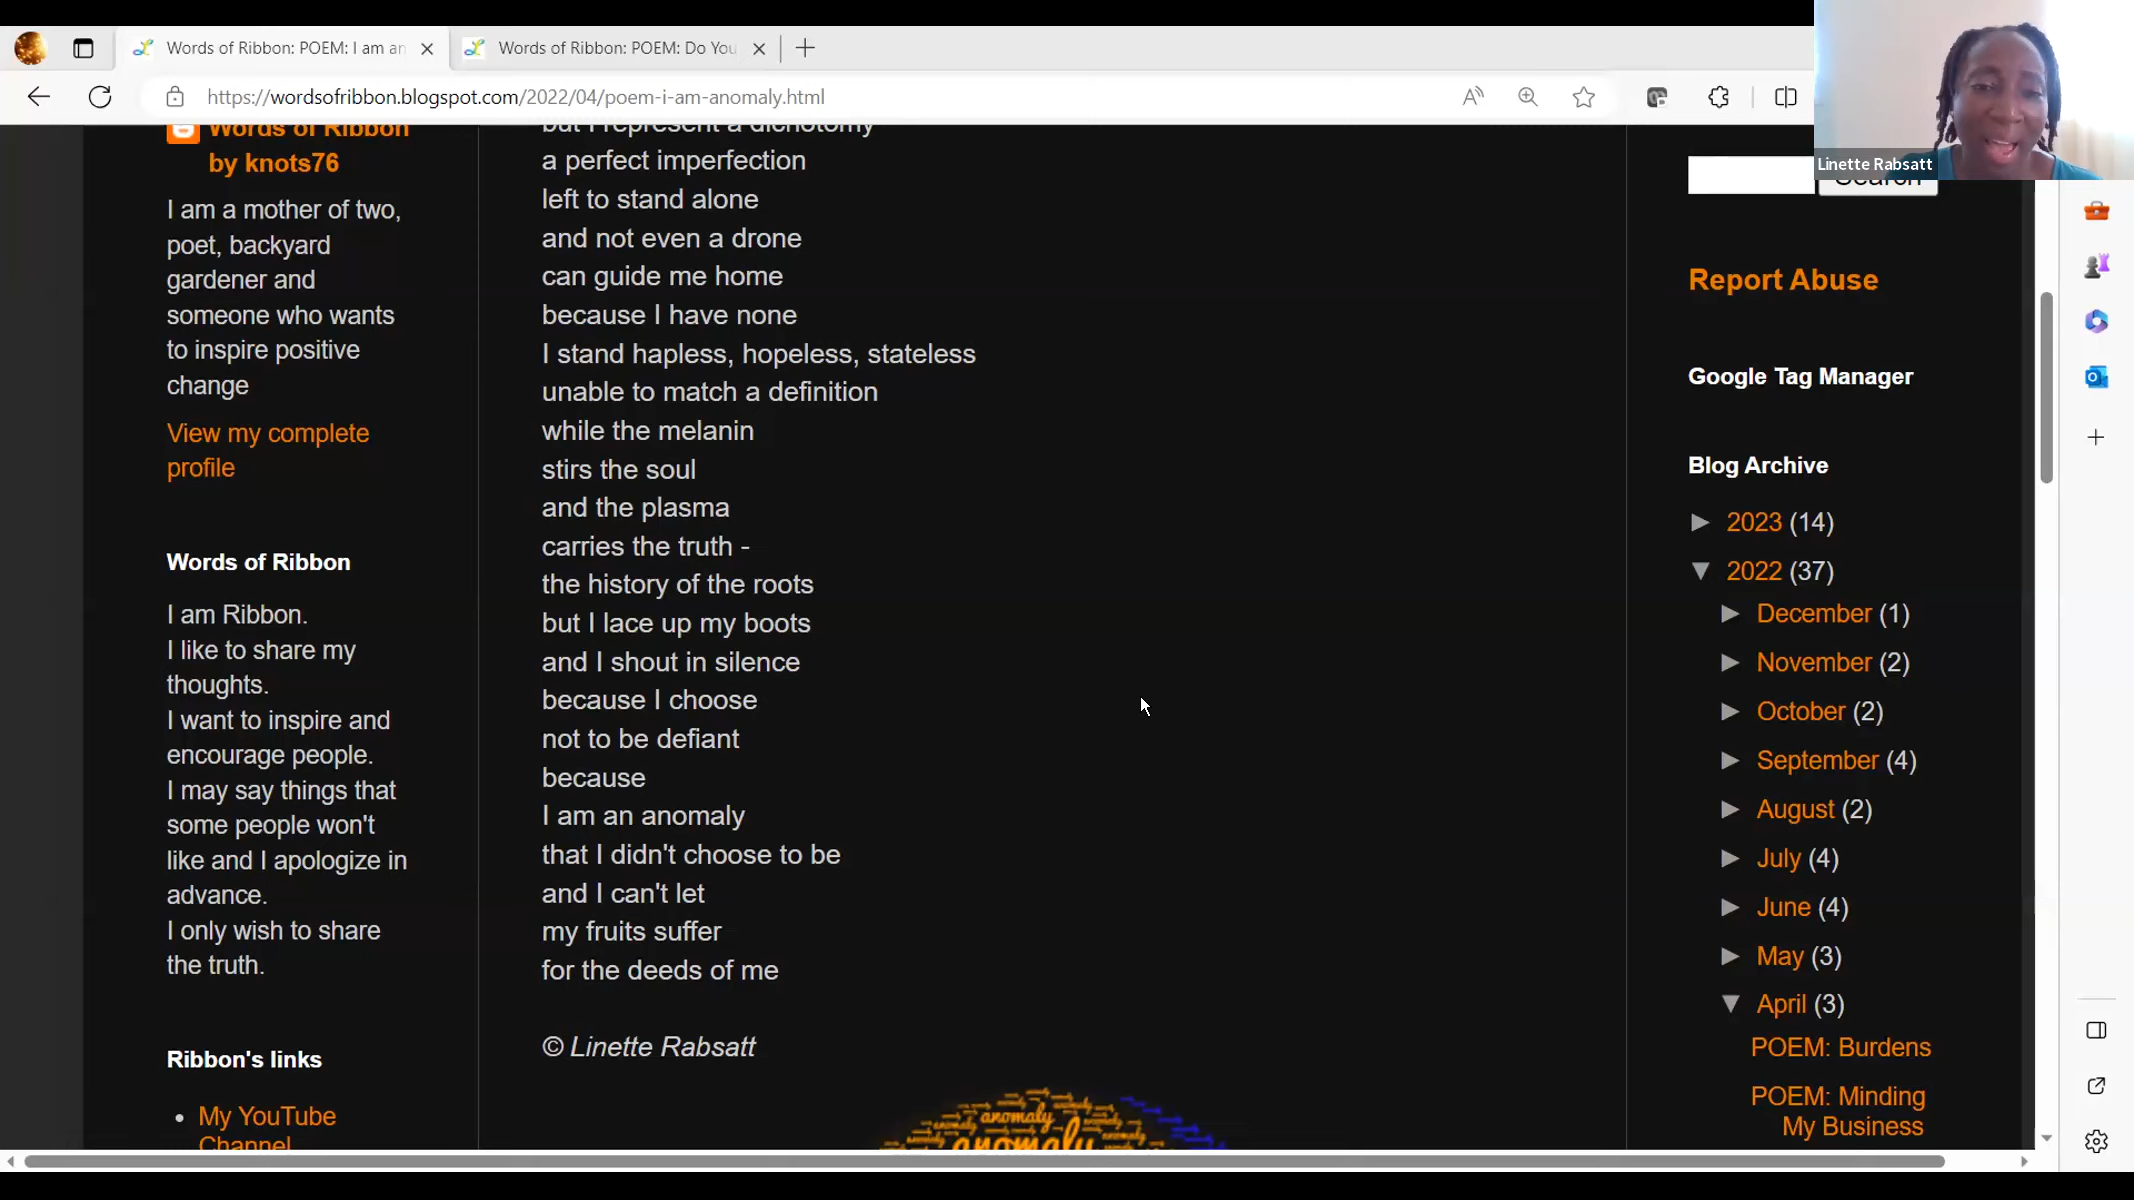 Words of Ribbon: POEM: I am an
Words of Ribbon: POEM: Do You
https://wordsofribbon.blogspot.com/2022/04/poem-i-am-anomaly.html
Linette Rabsatt
Words of Ribbon
by knots76
I am a mother of two,
poet, backyard
gardener and
someone who wants
to inspire positive
change
View my complete
profile
Words of Ribbon
I am Ribbon.
I like to share my
thoughts.
I want to inspire and
encourage people.
I may say things that
some people won't
like and I apologize in
advance.
I only wish to share
the truth.
Ribbon's links
• My YouTube
Channel
but I represent a dichotomy
a perfect imperfection
left to stand alone
and not even a drone
can guide me home
because I have none
I stand hapless, hopeless, stateless
unable to match a definition
while the melanin
stirs the soul
and the plasma
carries the truth -
the history of the roots
but I lace up my boots
and I shout in silence
because I choose
not to be defiant
because
I am an anomaly
that I didn't choose to be
and I can't let
my fruits suffer
for the deeds of me
© Linette Rabsatt
anomaly
anomaly
Search
Report Abuse
Google Tag Manager
Blog Archive
► 2023 (14)
▼ 2022 (37)
► December (1)
► November (2)
► October (2)
► September (4)
► August (2)
► July (4)
► June (4)
► May (3)
▼ April (3)
POEM: Burdens
POEM: Minding
My Business